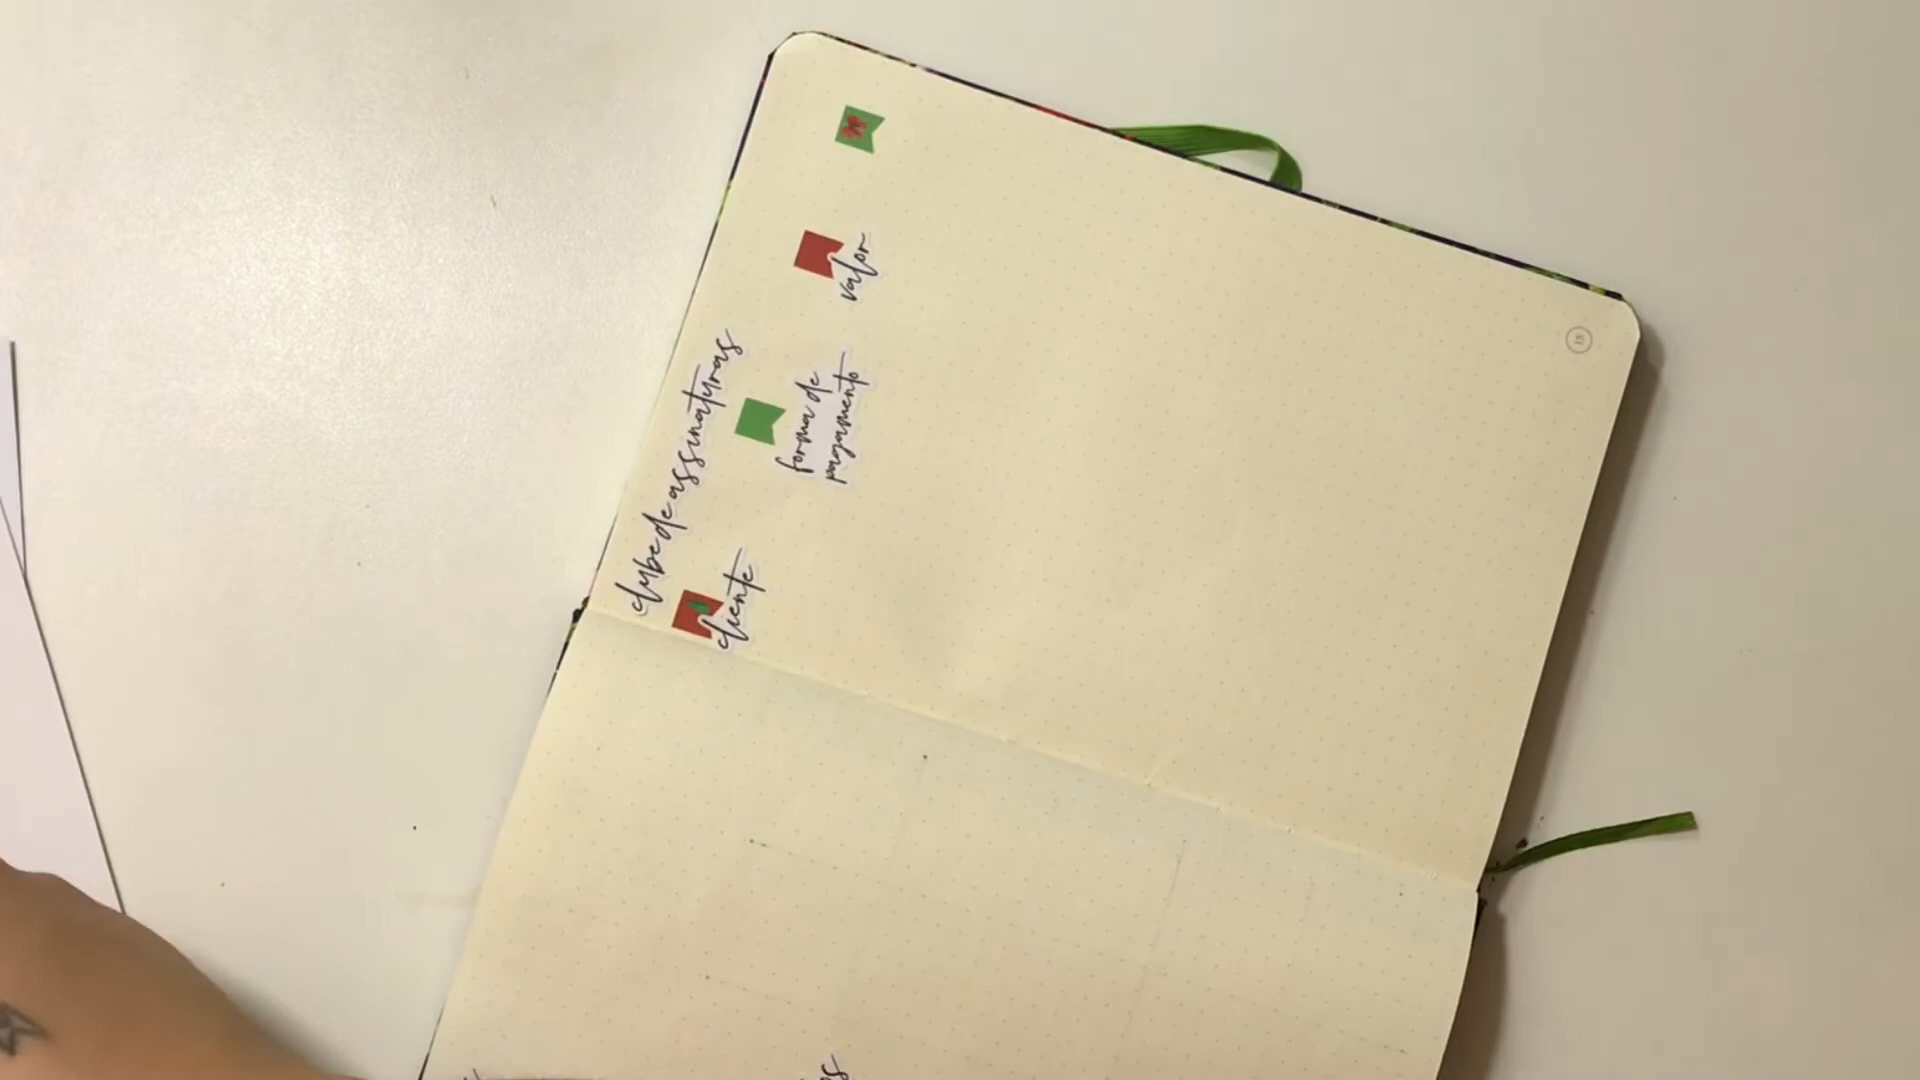 clube de assinaturas
cliente
forma de
pagamento
valor